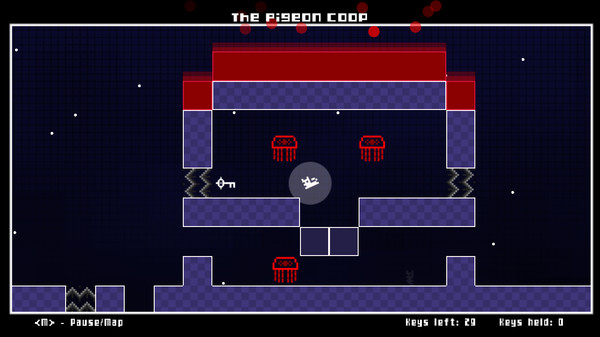 The Pigeon Coop
<M> - Pause/Map
Keys left: 29
Keys held: 0